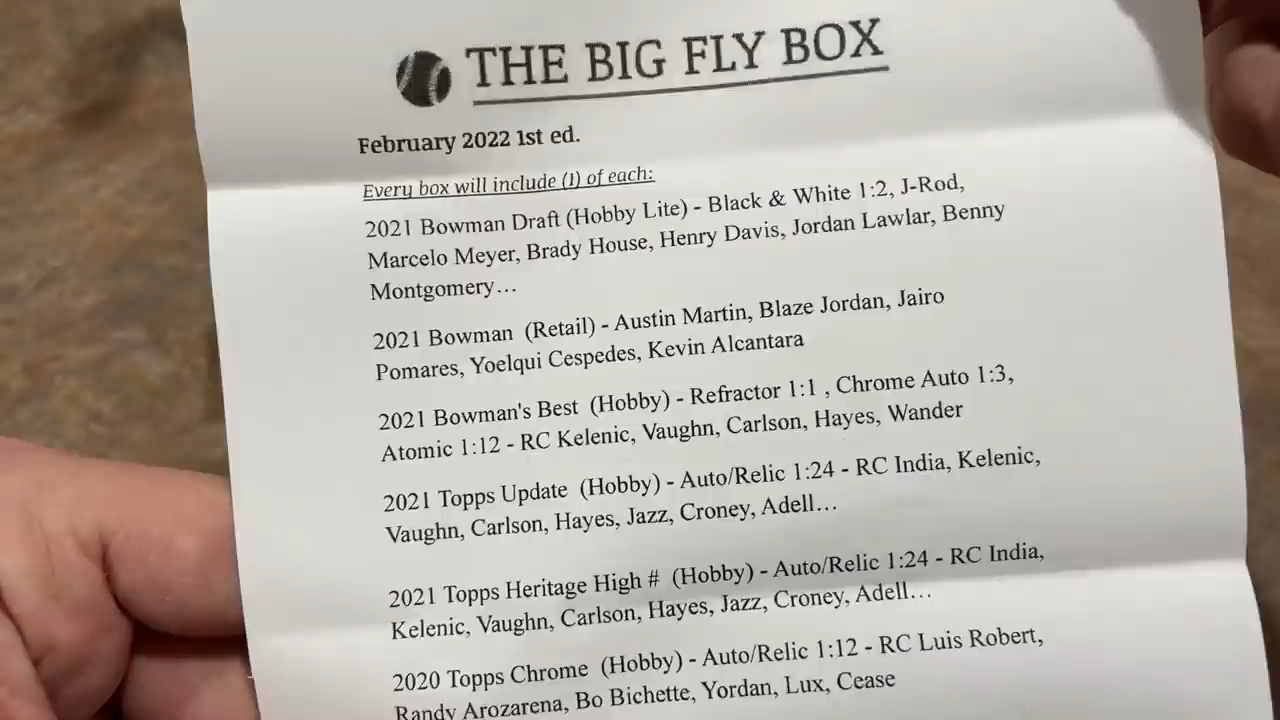 THE BIG FLY BOX
February 2022 1st ed.
Every box will include (1) of each:
2021 Bowman Draft (Hobby Lite) - Black & White 1:2, J-Rod,
Marcelo Meyer, Brady House, Henry Davis, Jordan Lawlar, Benny
Montgomery…
2021 Bowman (Retail) - Austin Martin, Blaze Jordan, Jairo
Pomares, Yoelqui Cespedes, Kevin Alcantara
2021 Bowman's Best (Hobby) - Refractor 1:1 , Chrome Auto 1:3,
Atomic 1:12 - RC Kelenic, Vaughn, Carlson, Hayes, Wander
2021 Topps Update (Hobby) - Auto/Relic 1:24 - RC India, Kelenic,
Vaughn, Carlson, Hayes, Jazz, Croney, Adell…
2021 Topps Heritage High # (Hobby) - Auto/Relic 1:24 - RC India,
Kelenic, Vaughn, Carlson, Hayes, Jazz, Croney, Adell…
2020 Topps Chrome (Hobby) - Auto/Relic 1:12 - RC Luis Robert,
Randy Arozarena, Bo Bichette, Yordan, Lux, Cease